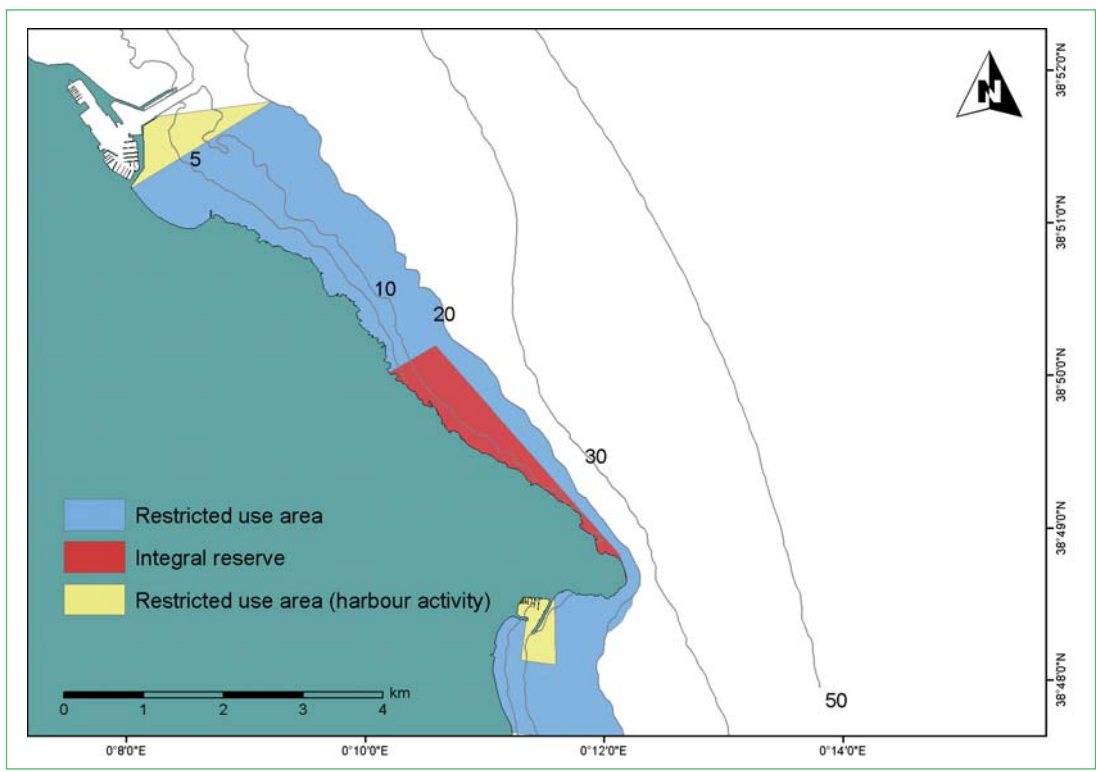 N
38°52'0"N
5
38°51'0"N
10
20
38°50'0"N
30
Restricted use area
38°49'0"N
Integral reserve
Restricted use area (harbour activity)
38°48'0"N
km
50
0 1 2 3 4
0°8'0"E 0°10'0"E 0°12'0"E 0°14'0"E